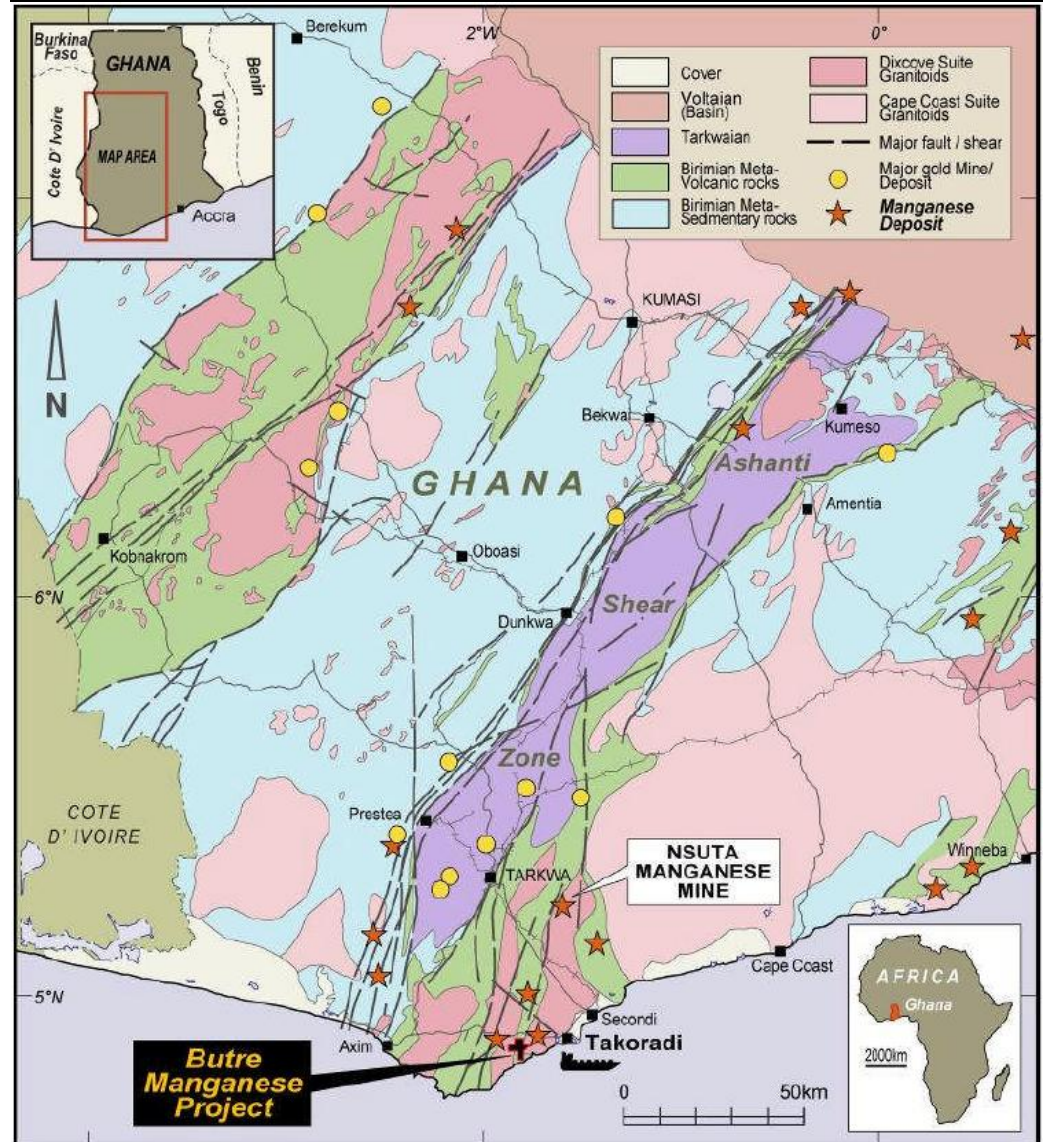 Burkina
Faso
GHANA
Benin
Togo
Cote D' Ivoire
MAP AREA
Accra
Berekum
2°W
0°
Cover
Voltaian
(Basin)
Tarkwaian
Birimian Meta-
Volcanic rocks
Birimian Meta-
Sedimentary rocks
Dixcove Suite
Granitoids
Cape Coast Suite
Granitoids
Major fault / shear
Major gold Mine/
Deposit
Manganese
Deposit
N
KUMASI
Bekwai
Kumeso
Ashanti
GHANA
Amentia
Kobnakrom
Oboasi
6°N
Shear
Dunkwa
Zone
COTE
D' IVOIRE
Prestea
TARKWA
NSUTA
MANGANESE
MINE
Winneba
Cape Coast
5°N
Secondi
Takoradi
Axim
Butre
Manganese
Project
0
50km
AFRICA
Ghana
2000km